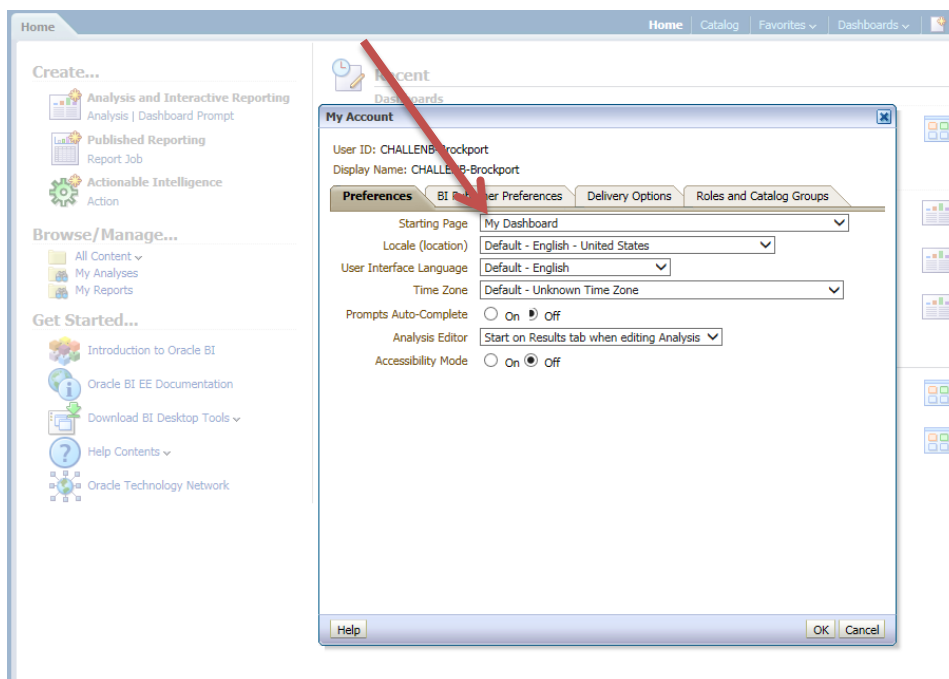 Home
Home Catalog Favorites Dashboards
Create...
Analysis and Interactive Reporting
Analysis | Dashboard Prompt
Published Reporting
Report Job
Actionable Intelligence
Action
Browse/Manage...
All Content
My Analyses
My Reports
Get Started...
Introduction to Oracle BI
Oracle BI EE Documentation
Download BI Desktop Tools
Help Contents
Oracle Technology Network
Recent
Dashboards
My Account
User ID: CHALLENB-Brockport
Display Name: CHALLENB-Brockport
Preferences BI Publisher Preferences Delivery Options Roles and Catalog Groups
Starting Page My Dashboard
Locale (location) Default - English - United States
User Interface Language Default - English
Time Zone Default - Unknown Time Zone
Prompts Auto-Complete On Off
Analysis Editor Start on Results tab when editing Analysis
Accessibility Mode On Off
Help OK Cancel